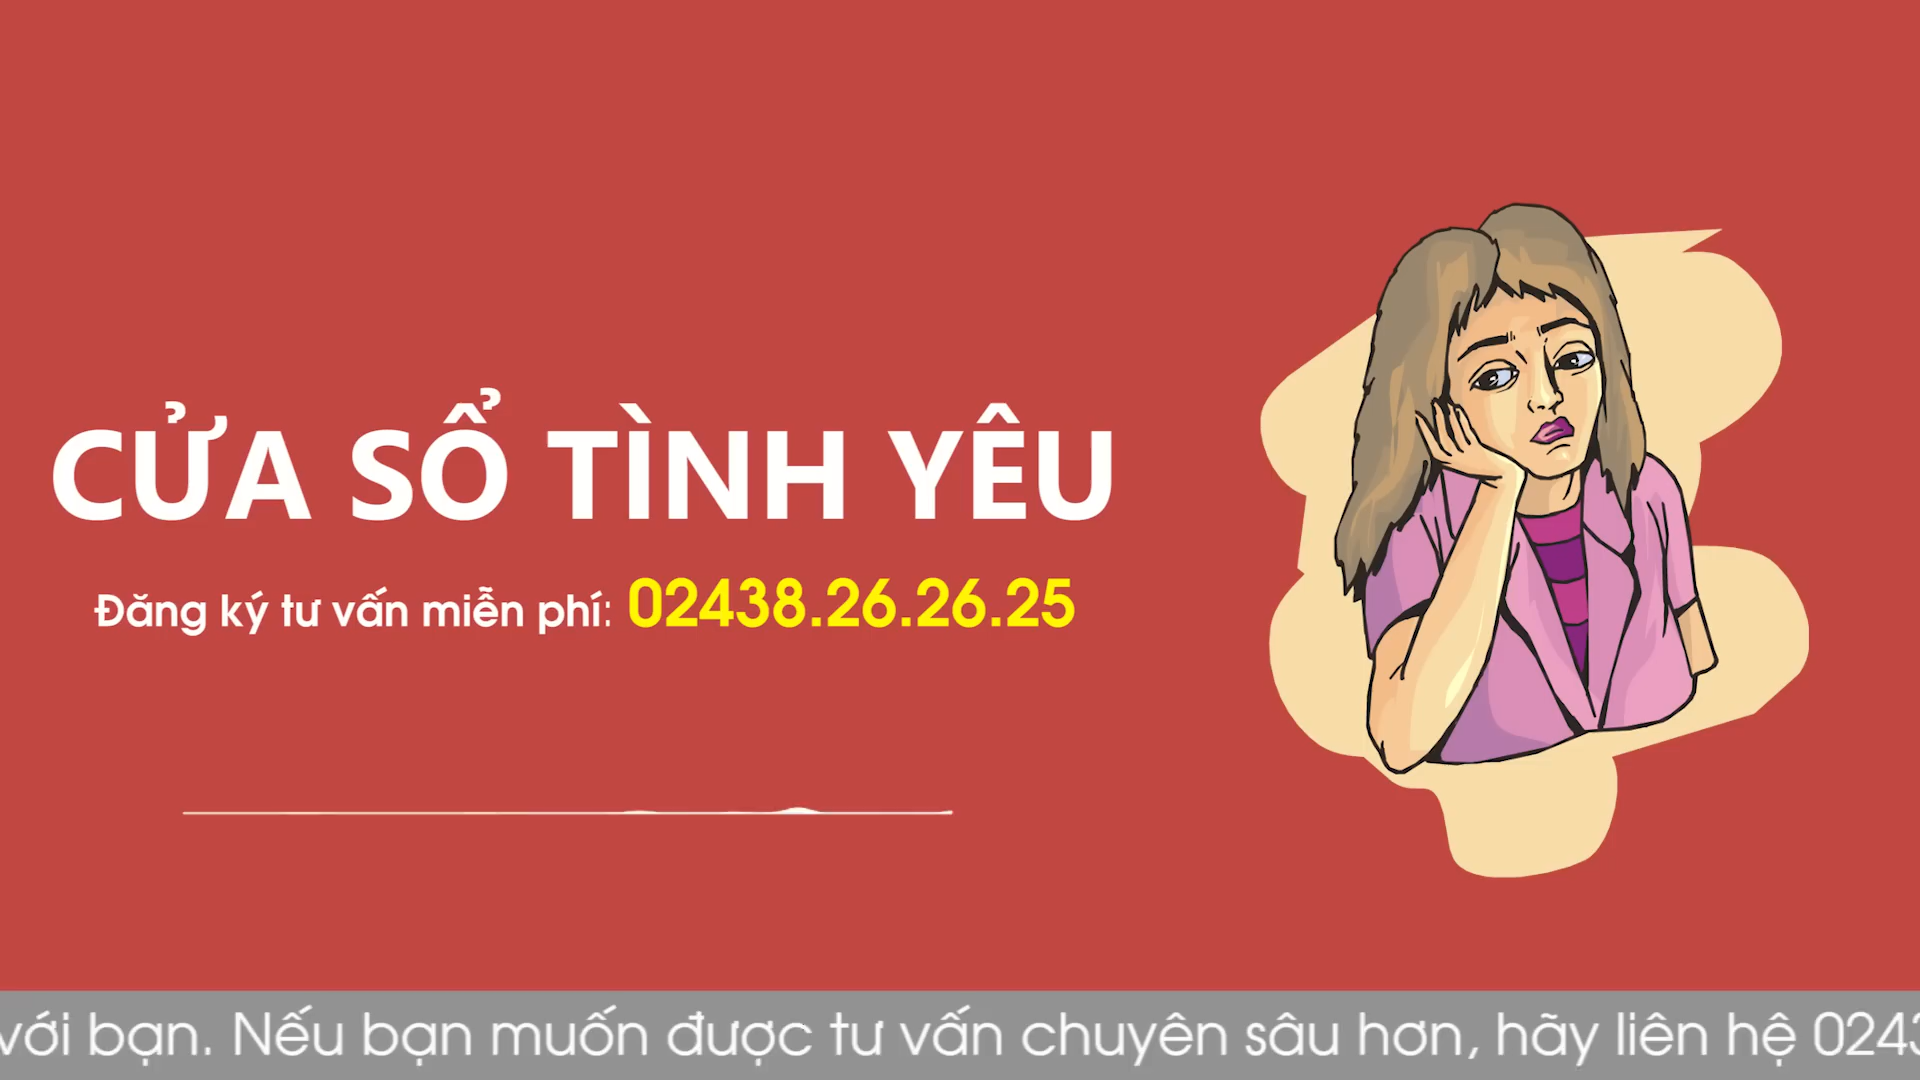 CỬA SỔ TÌNH YÊU
Đăng ký tư vấn miễn phí: 02438.26.26.25
với bạn. Nếu bạn muốn được tư vấn chuyên sâu hơn, hãy liên hệ 0243